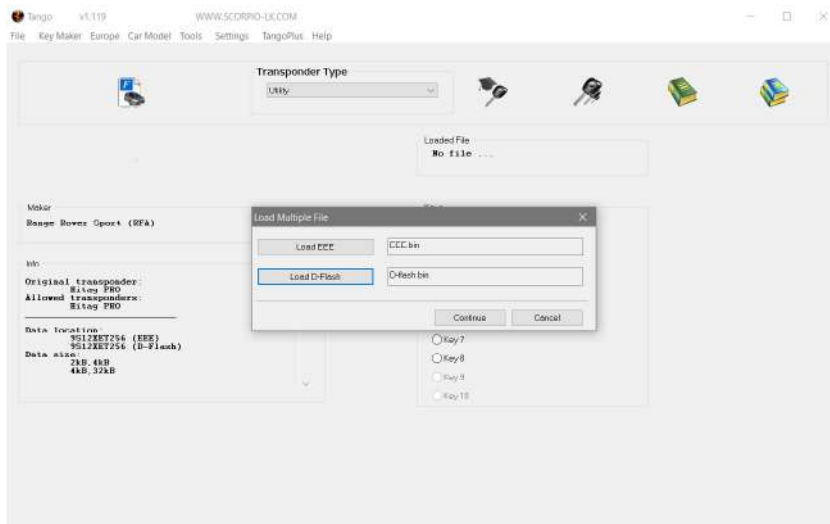 Tango v1.119 WWW.SCORPIO-LK.COM
File Key Maker Europe Car Model Tools Settings TangoPlus Help
Transponder Type
Utility
Loaded File
No file ...
Maker
Range Rover Sport (RFA)
Load Multiple File
Load EEE
EEE.bin
Load D-Flash
D-flash.bin
Continue Cancel
Info
Original transponder:
Hitag PRO
Allowed transponders:
Hitag PRO
Data location:
9S12XET256 (EEE)
9S12XET256 (D-Flash)
Data size:
2kB,4kB
4kB,32kB
Key 7
Key 8
Key 9
Key 10